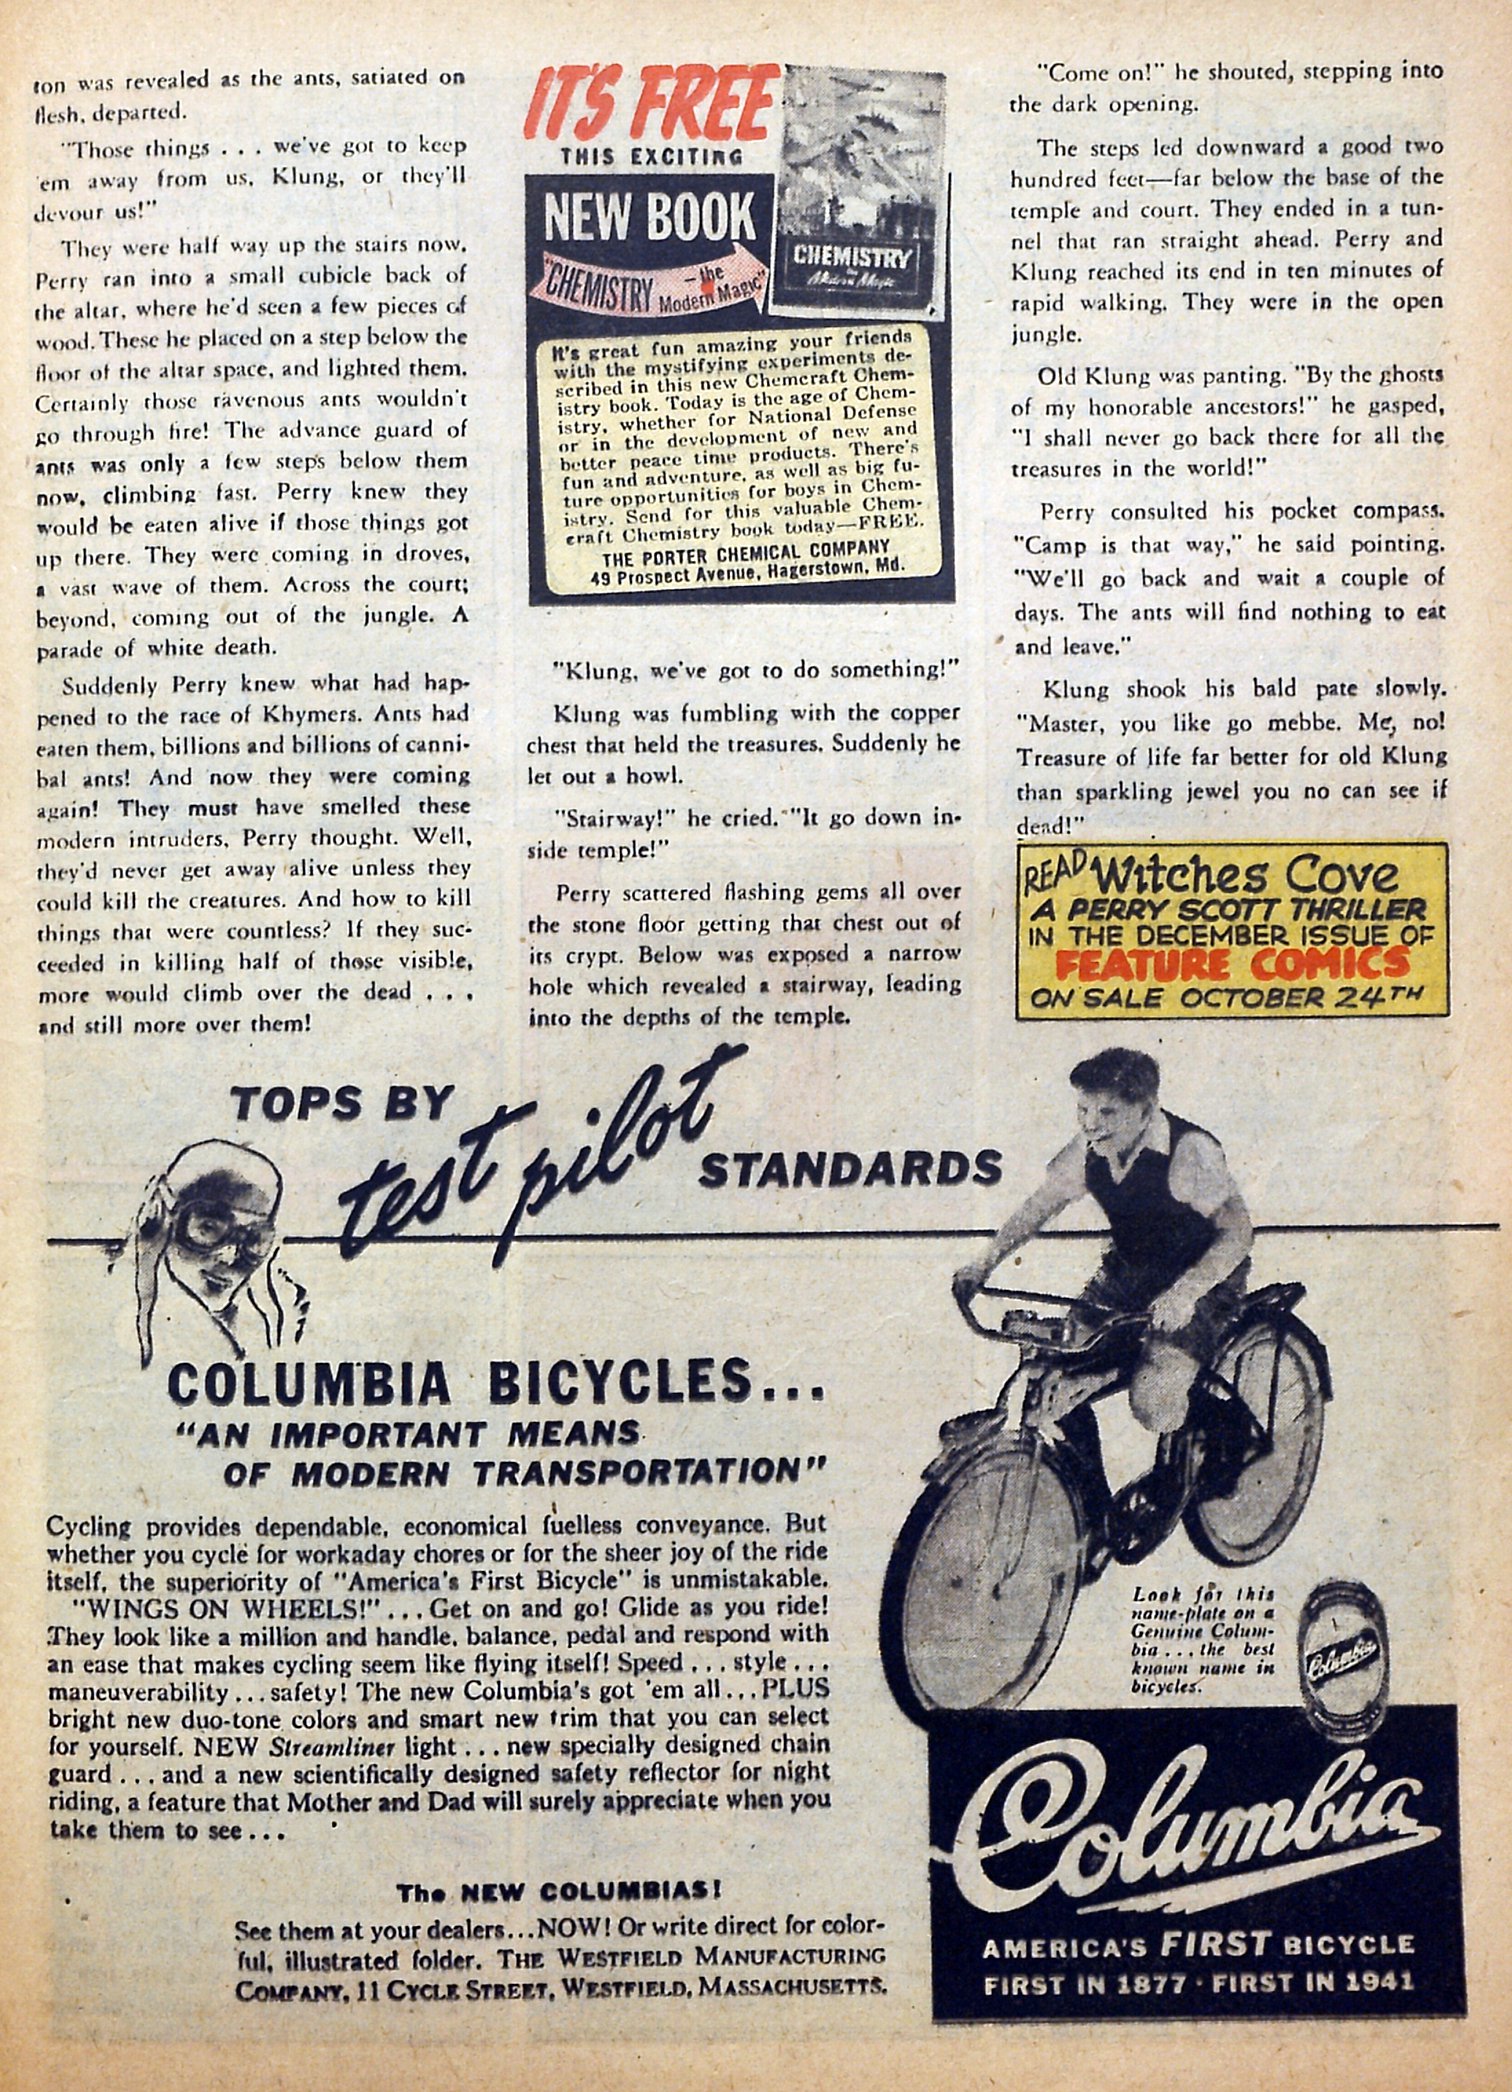 ton was revealed as the ants, satiated on
flesh, departed.
"Those things . . . we've got to keep
'em away from us, Klung, or they'll
devour us!"
They were half way up the stairs now.
Perry ran into a small cubicle back of
the altar, where he'd seen a few pieces of
wood. These he placed on a step below the
floor of the altar space, and lighted them.
Certainly those ravenous ants wouldn't
go through fire! The advance guard of
ants was only a few steps below them
now, climbing fast. Perry knew they
would be eaten alive if those things got
up there. They were coming in droves,
a vast wave of them. Across the court;
beyond, coming out of the jungle. A
parade of white death.
Suddenly Perry knew what had hap-
pened to the race of Khymers. Ants had
eaten them, billions and billions of canni-
bal ants! And now they were coming
again! They must have smelled these
modern intruders, Perry thought. Well,
they'd never get away alive unless they
could kill the creatures. And how to kill
things that were countless? If they suc-
ceeded in killing half of those visible,
more would climb over the dead . . .
and still more over them!
IT'S FREE
THIS EXCITING
NEW BOOK
"CHEMISTRY – the
Modern Magic"
CHEMISTRY
the
Modern Magic
It's great fun amazing your friends
with the mystifying experiments de-
scribed in this new Chemcraft Chem-
istry book. Today is the age of Chem-
istry, whether for National Defense
or in the development of new and
better peace time products. There's
fun and adventure, as well as big fu-
ture opportunities for boys in Chem-
istry. Send for this valuable Chem-
craft Chemistry book today—FREE.
THE PORTER CHEMICAL COMPANY
49 Prospect Avenue, Hagerstown, Md.
"Klung, we've got to do something!"
Klung was fumbling with the copper
chest that held the treasures. Suddenly he
let out a howl.
"Stairway!" he cried. "It go down in-
side temple!"
Perry scattered flashing gems all over
the stone floor getting that chest out of
its crypt. Below was exposed a narrow
hole which revealed a stairway, leading
into the depths of the temple.
"Come on!" he shouted, stepping into
the dark opening.
The steps led downward a good two
hundred feet—far below the base of the
temple and court. They ended in a tun-
nel that ran straight ahead. Perry and
Klung reached its end in ten minutes of
rapid walking. They were in the open
jungle.
Old Klung was panting. "By the ghosts
of my honorable ancestors!" he gasped,
"I shall never go back there for all the
treasures in the world!"
Perry consulted his pocket compass.
"Camp is that way," he said pointing.
"We'll go back and wait a couple of
days. The ants will find nothing to eat
and leave."
Klung shook his bald pate slowly.
"Master, you like go mebbe. Me, no!
Treasure of life far better for old Klung
than sparkling jewel you no can see if
dead!"
READ Witches Cove
A PERRY SCOTT THRILLER
IN THE DECEMBER ISSUE OF
FEATURE COMICS
ON SALE OCTOBER 24TH
TOPS BY
test pilot
STANDARDS
COLUMBIA BICYCLES...
"AN IMPORTANT MEANS
OF MODERN TRANSPORTATION"
Cycling provides dependable, economical fuelless conveyance. But
whether you cycle for workaday chores or for the sheer joy of the ride
itself, the superiority of "America's First Bicycle" is unmistakable.
"WINGS ON WHEELS!"...Get on and go! Glide as you ride!
They look like a million and handle, balance, pedal and respond with
an ease that makes cycling seem like flying itself! Speed...style...
maneuverability...safety! The new Columbia's got 'em all...PLUS
bright new duo-tone colors and smart new trim that you can select
for yourself. NEW Streamliner light...new specially designed chain
guard...and a new scientifically designed safety reflector for night
riding, a feature that Mother and Dad will surely appreciate when you
take them to see...
The NEW COLUMBIAS!
See them at your dealers...NOW! Or write direct for color-
ful, illustrated folder. THE WESTFIELD MANUFACTURING
COMPANY, 11 CYCLE STREET, WESTFIELD, MASSACHUSETTS.
Look for this
name-plate on a
Genuine Colum-
bia...the best
known name in
bicycles.
Columbia
Columbia
AMERICA'S FIRST BICYCLE
FIRST IN 1877 · FIRST IN 1941